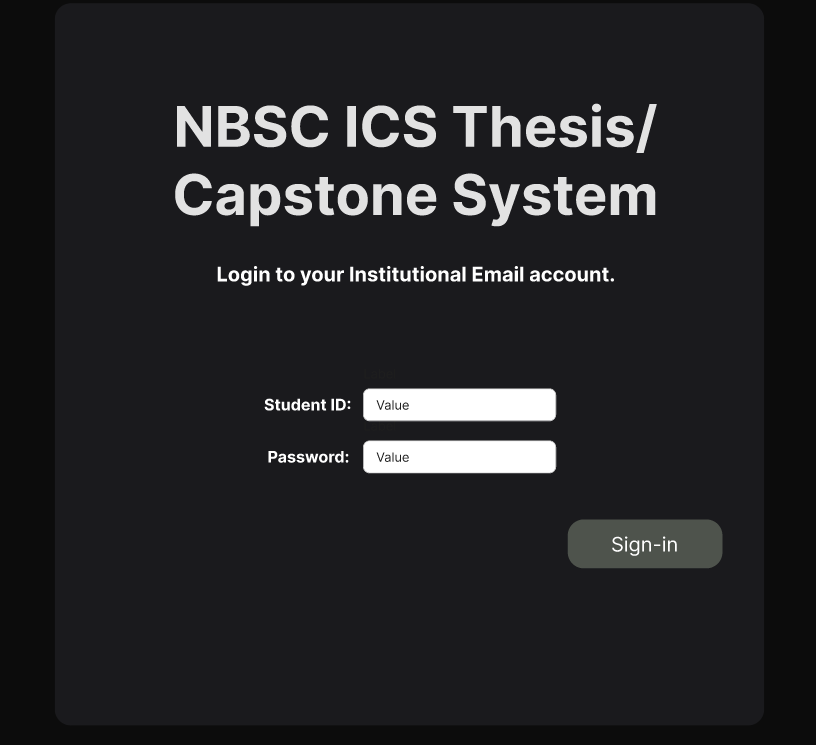 NBSC ICS Thesis/
Capstone System
Login to your Institutional Email account.
Student ID: Value
Password: Value
Sign-in